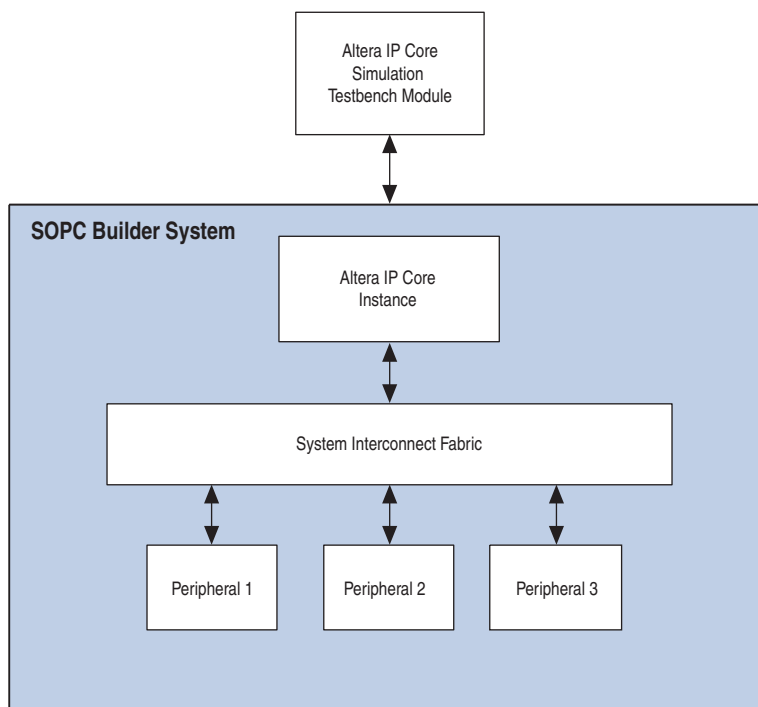 Altera IP Core
Simulation
Testbench Module
SOPC Builder System
Altera IP Core
Instance
System Interconnect Fabric
Peripheral 1
Peripheral 2
Peripheral 3